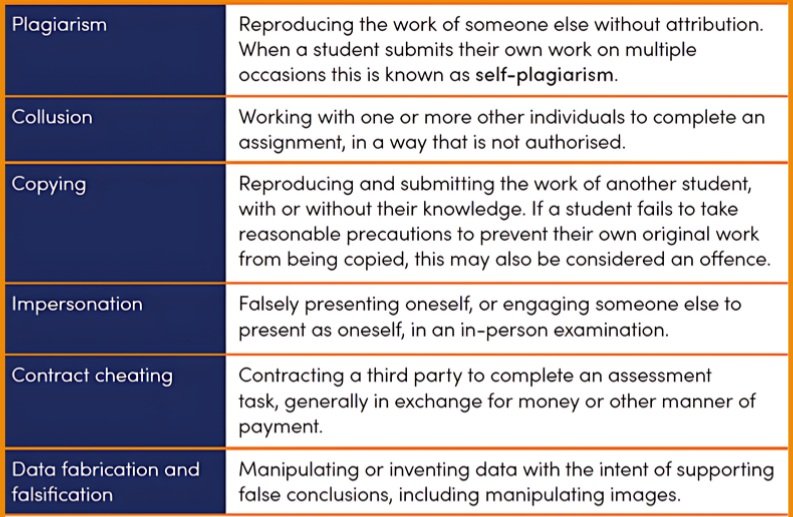 Plagiarism
Reproducing the work of someone else without attribution.
When a student submits their own work on multiple
occasions this is known as self-plagiarism.
Collusion
Working with one or more other individuals to complete an
assignment, in a way that is not authorised.
Copying
Reproducing and submitting the work of another student,
with or without their knowledge. If a student fails to take
reasonable precautions to prevent their own original work
from being copied, this may also be considered an offence.
Impersonation
Falsely presenting oneself, or engaging someone else to
present as oneself, in an in-person examination.
Contract cheating
Contracting a third party to complete an assessment
task, generally in exchange for money or other manner of
payment.
Data fabrication and
falsification
Manipulating or inventing data with the intent of supporting
false conclusions, including manipulating images.